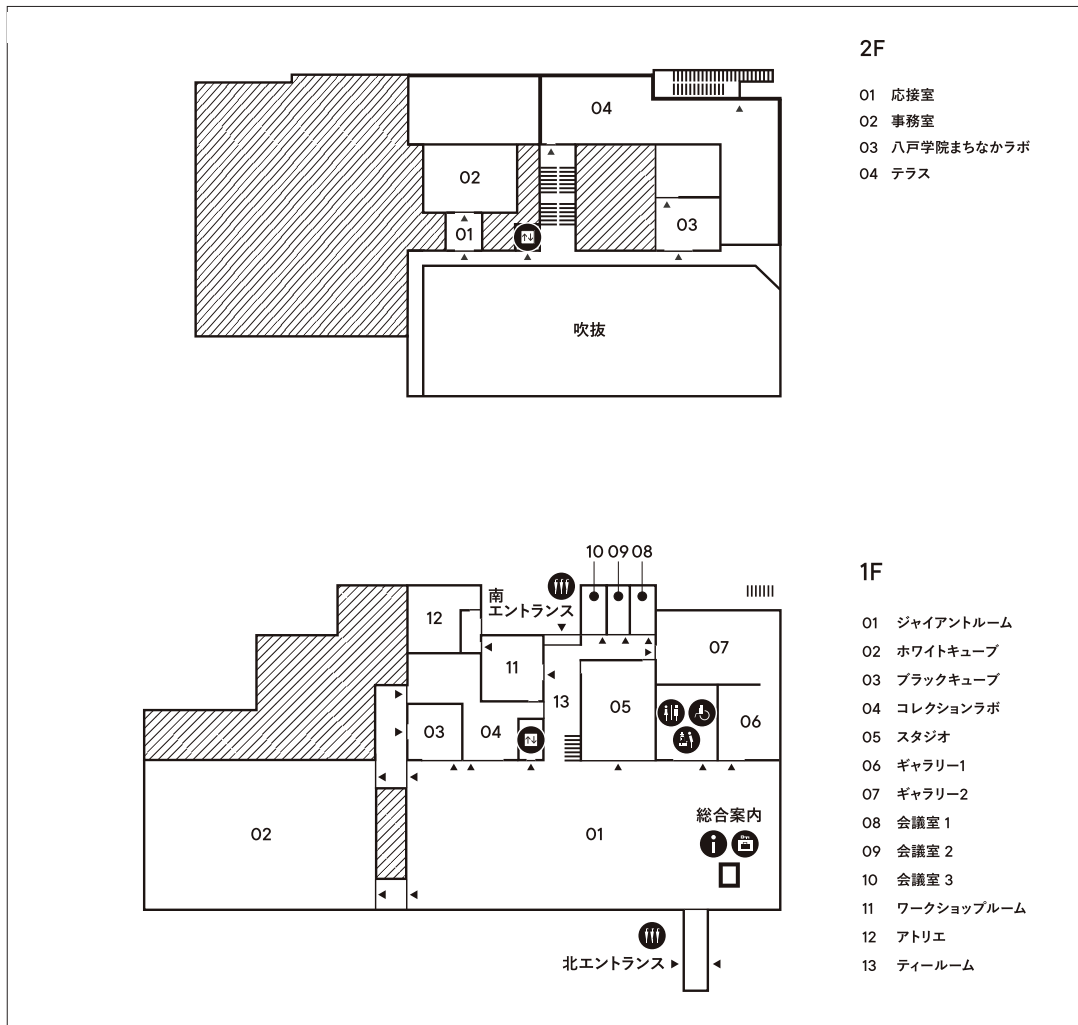 2F
01 応接室
02 事務室
03 八戸学院まちなかラボ
04 テラス
04
02
01
03
吹抜
1F
01 ジャイアントルーム
02 ホワイトキューブ
03 ブラックキューブ
04 コレクションラボ
05 スタジオ
06 ギャラリー1
07 ギャラリー2
08 会議室 1
09 会議室 2
10 会議室 3
11 ワークショップルーム
12 アトリエ
13 ティールーム
10 09 08
南
エントランス
12
07
11
13
05
06
03
04
総合案内
02
01
北エントランス